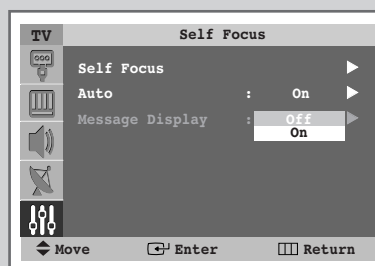 TV Self Focus
Self Focus
Auto : On
Message Display : Off
On
Move Enter Return